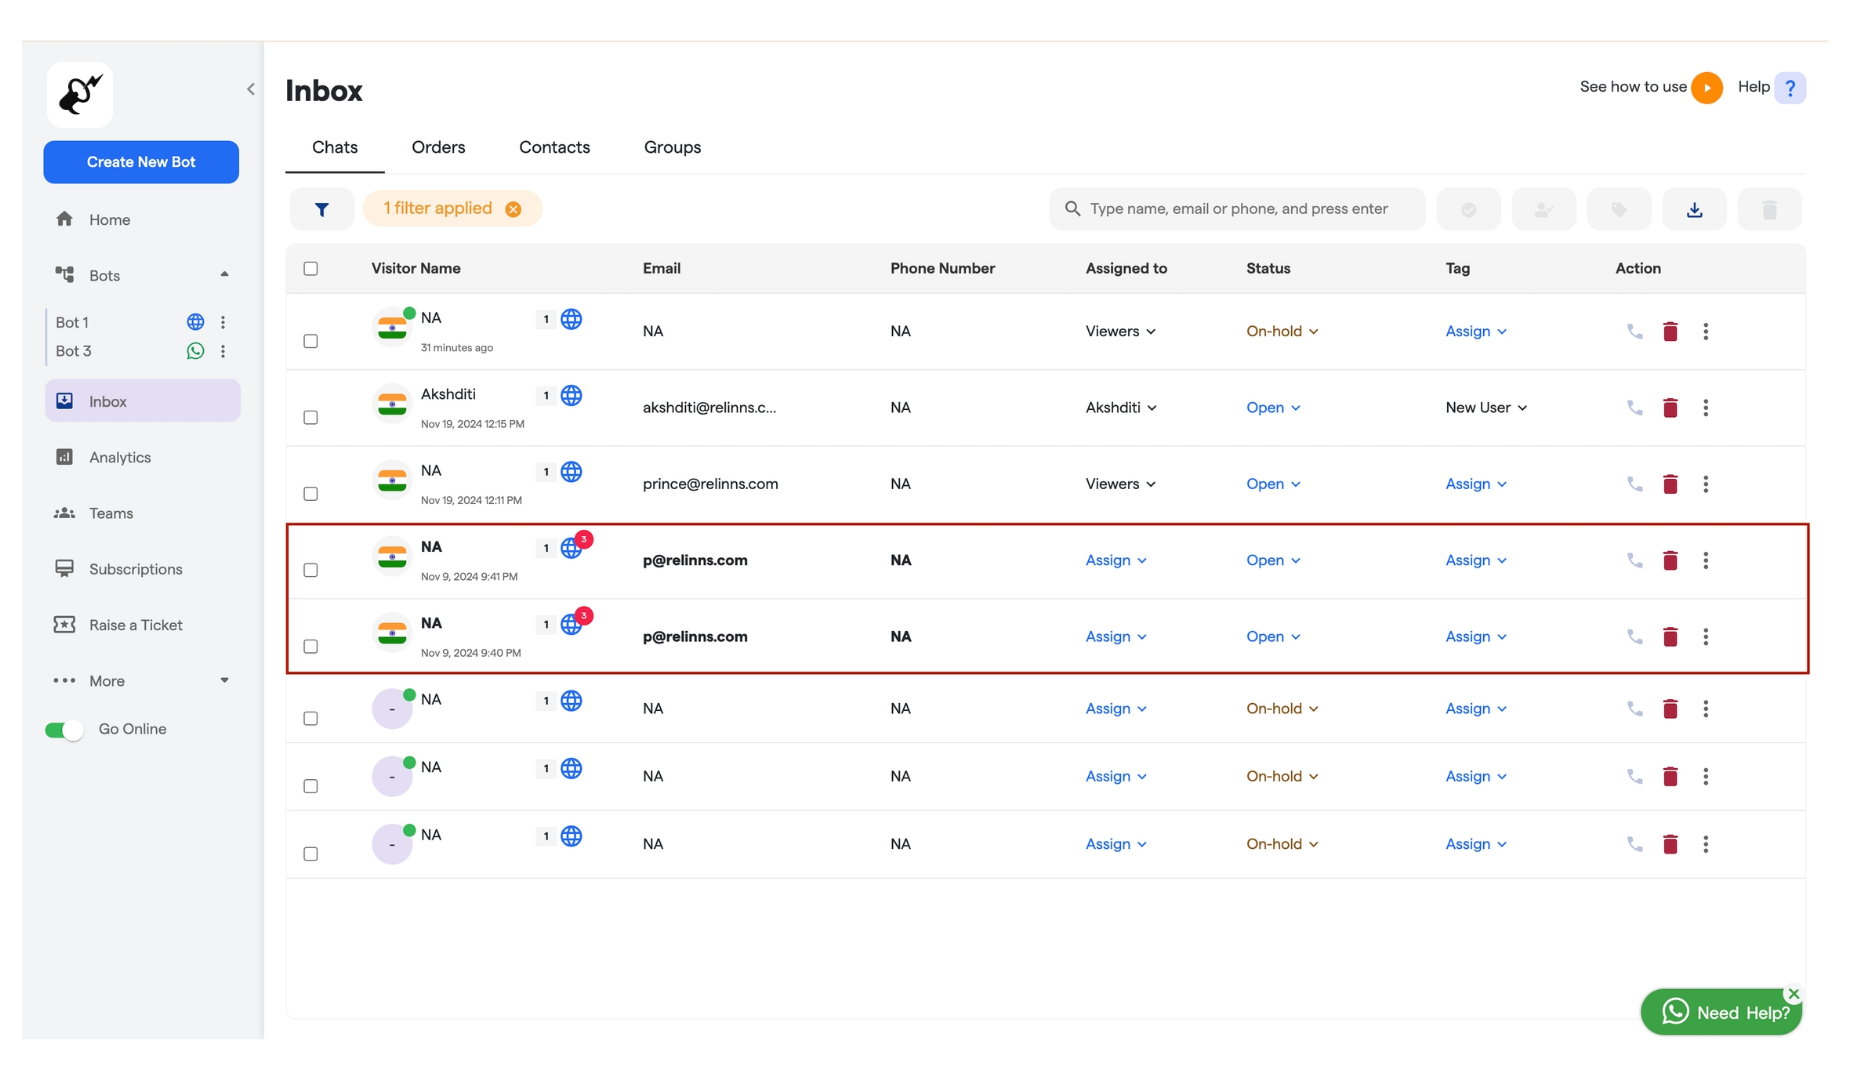 Inbox
See how to use
Help ?
Create New Bot
Chats Orders Contacts Groups
Home
1 filter applied
Type name, email or phone, and press enter
Bots
Visitor Name Email Phone Number Assigned to Status Tag Action
Bot 1
NA 1 NA NA Viewers On-hold Assign
31 minutes ago
Bot 3
Inbox
Akshditi 1 akshditi@relinns.c... NA Akshditi Open New User
Nov 19, 2024 12:15 PM
Analytics
NA 1 prince@relinns.com NA Viewers Open Assign
Nov 19, 2024 12:11 PM
Teams
NA 1 3 p@relinns.com NA Assign Open Assign
Nov 9, 2024 9:41 PM
Subscriptions
NA 1 3 p@relinns.com NA Assign Open Assign
Nov 9, 2024 9:40 PM
Raise a Ticket
More
- NA 1 NA NA Assign On-hold Assign
Go Online
- NA 1 NA NA Assign On-hold Assign
- NA 1 NA NA Assign On-hold Assign
Need Help?